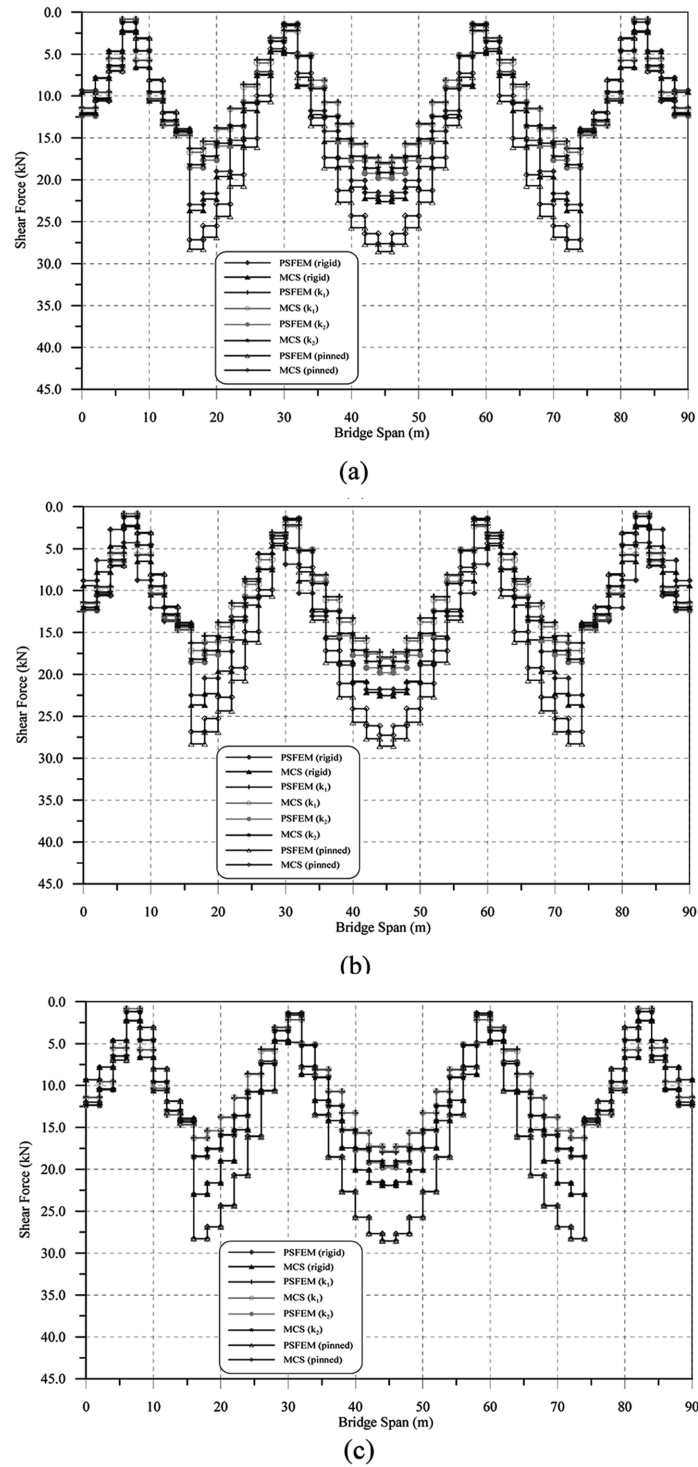 0.0
5.0
10.0
15.0
20.0
25.0
30.0
35.0
40.0
45.0
Shear Force (kN)
PSFEM (rigid)
MCS (rigid)
PSFEM (k₁)
MCS (k₁)
PSFEM (k₂)
MCS (k₂)
PSFEM (pinned)
MCS (pinned)
0 10 20 30 40 50 60 70 80 90
Bridge Span (m)
(a)
0.0
5.0
10.0
15.0
20.0
25.0
30.0
35.0
40.0
45.0
Shear Force (kN)
PSFEM (rigid)
MCS (rigid)
PSFEM (k₁)
MCS (k₁)
PSFEM (k₂)
MCS (k₂)
PSFEM (pinned)
MCS (pinned)
0 10 20 30 40 50 60 70 80 90
Bridge Span (m)
(b)
0.0
5.0
10.0
15.0
20.0
25.0
30.0
35.0
40.0
45.0
Shear Force (kN)
PSFEM (rigid)
MCS (rigid)
PSFEM (k₁)
MCS (k₁)
PSFEM (k₂)
MCS (k₂)
PSFEM (pinned)
MCS (pinned)
0 10 20 30 40 50 60 70 80 90
Bridge Span (m)
(c)